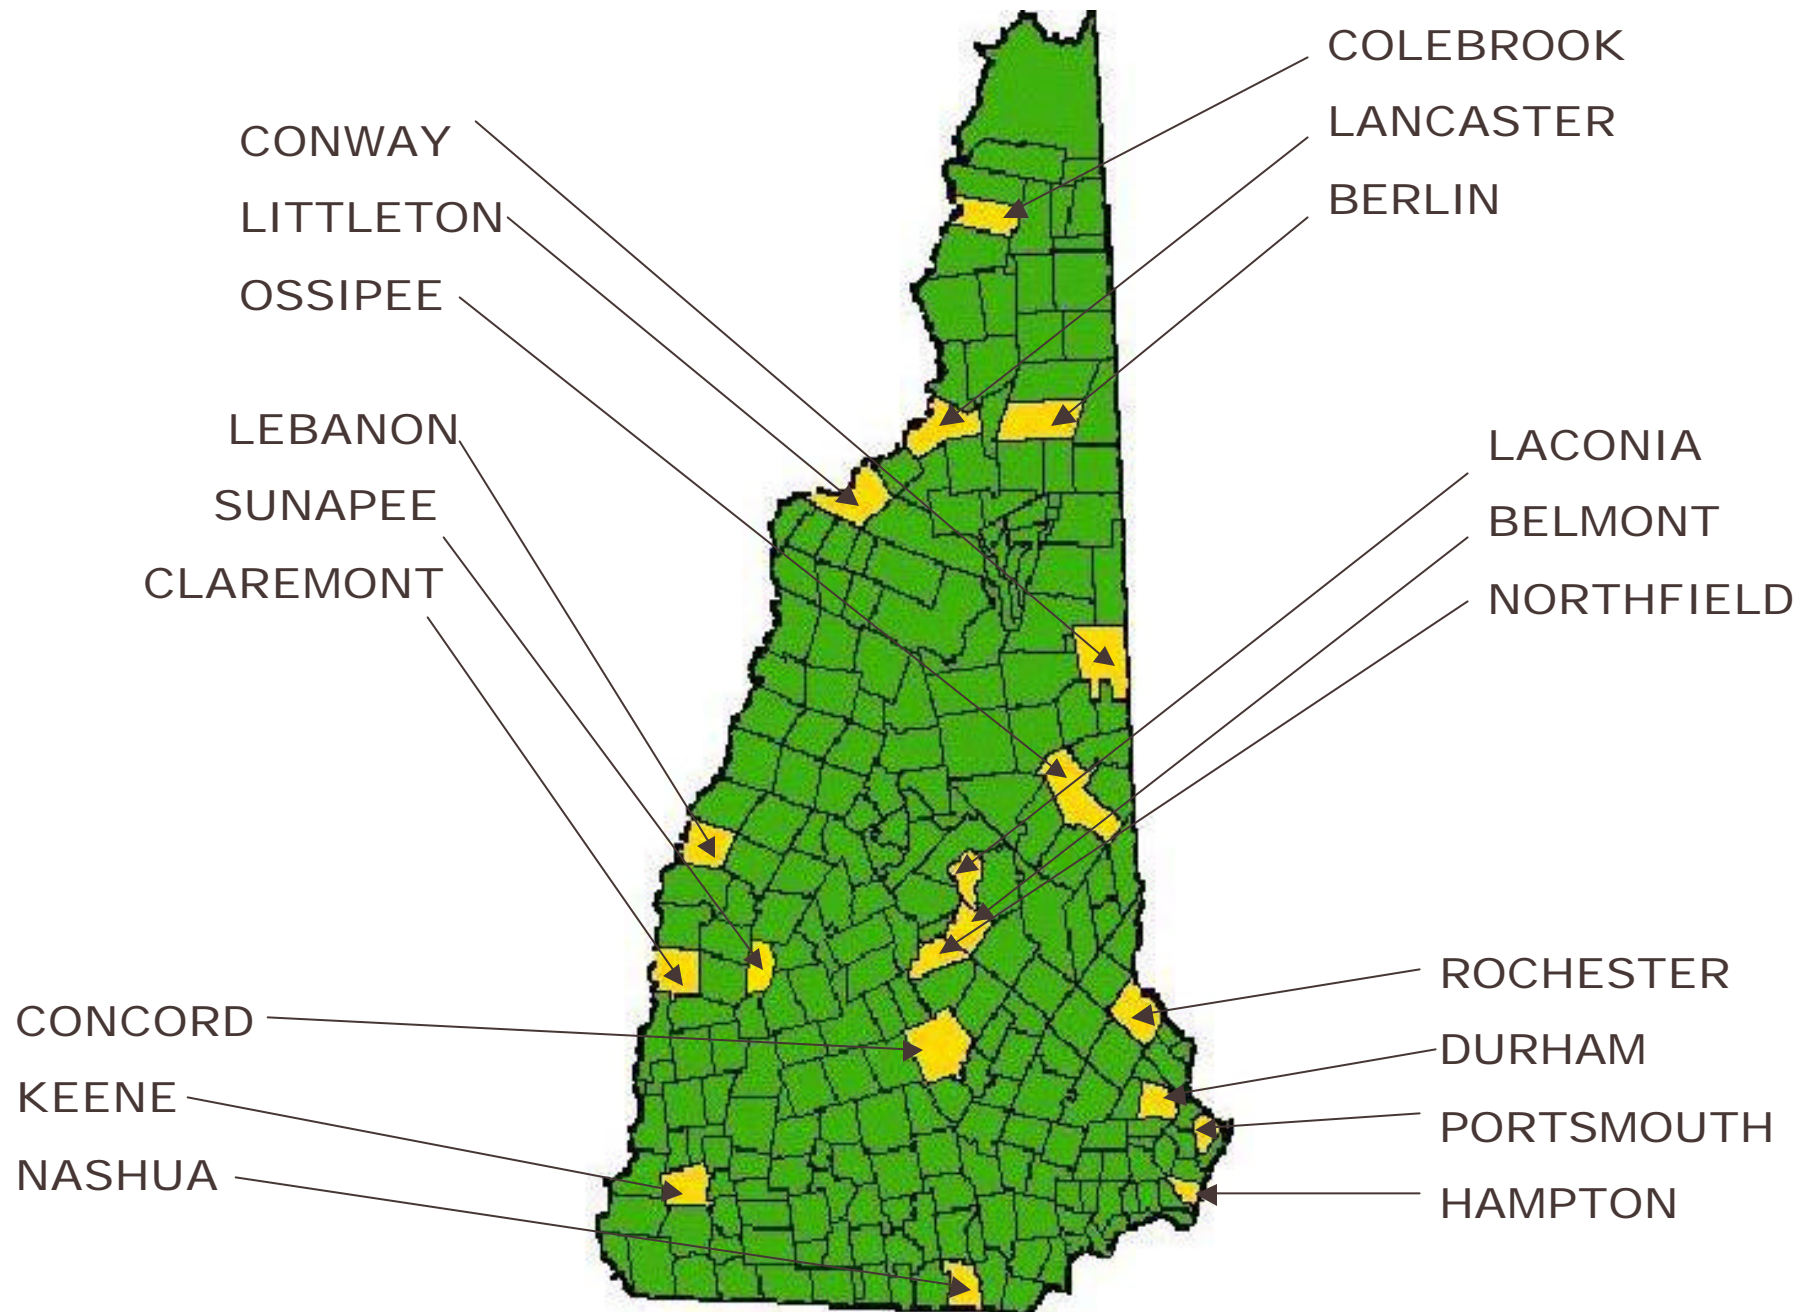 COLEBROOK
LANCASTER
BERLIN
CONWAY
LITTLETON
OSSIPEE
LEBANON
SUNAPEE
CLAREMONT
LACONIA
BELMONT
NORTHFIELD
CONCORD
KEENE
NASHUA
ROCHESTER
DURHAM
PORTSMOUTH
HAMPTON